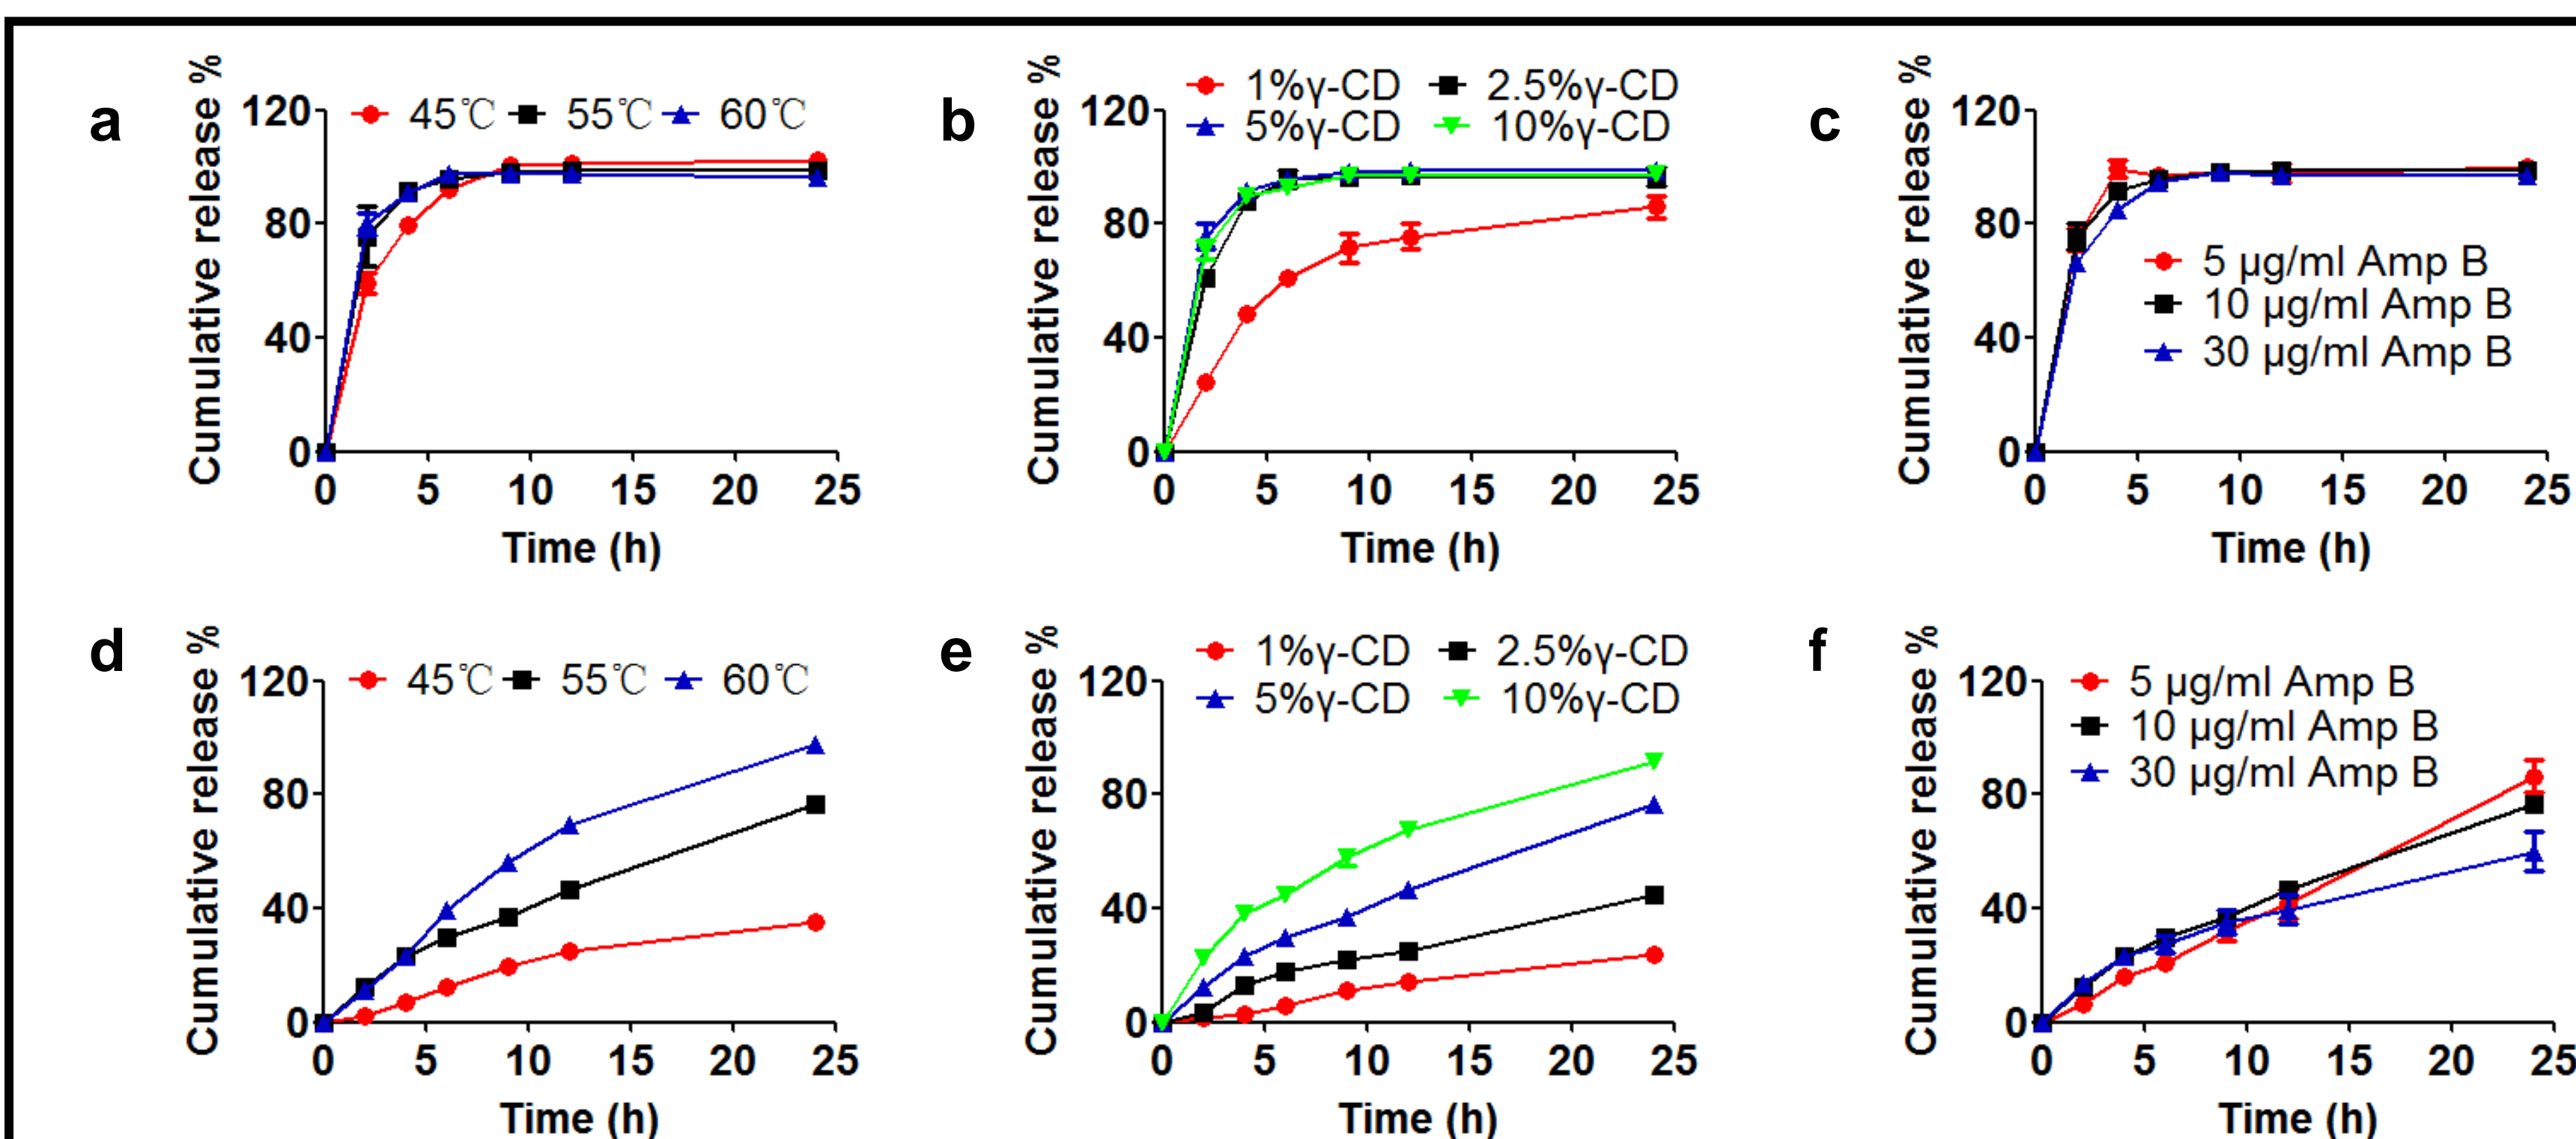 a
Cumulative release %
45℃ 55℃ 60℃
120
80
40
0
0 5 10 15 20 25
Time (h)
b
Cumulative release %
1%γ-CD 2.5%γ-CD
5%γ-CD 10%γ-CD
120
80
40
0
0 5 10 15 20 25
Time (h)
c
Cumulative release %
120
80
40
0
5 µg/ml Amp B
10 µg/ml Amp B
30 µg/ml Amp B
0 5 10 15 20 25
Time (h)
d
Cumulative release %
45℃ 55℃ 60℃
120
80
40
0
0 5 10 15 20 25
Time (h)
e
Cumulative release %
1%γ-CD 2.5%γ-CD
5%γ-CD 10%γ-CD
120
80
40
0
0 5 10 15 20 25
Time (h)
f
Cumulative release %
120
80
40
0
5 µg/ml Amp B
10 µg/ml Amp B
30 µg/ml Amp B
0 5 10 15 20 25
Time (h)